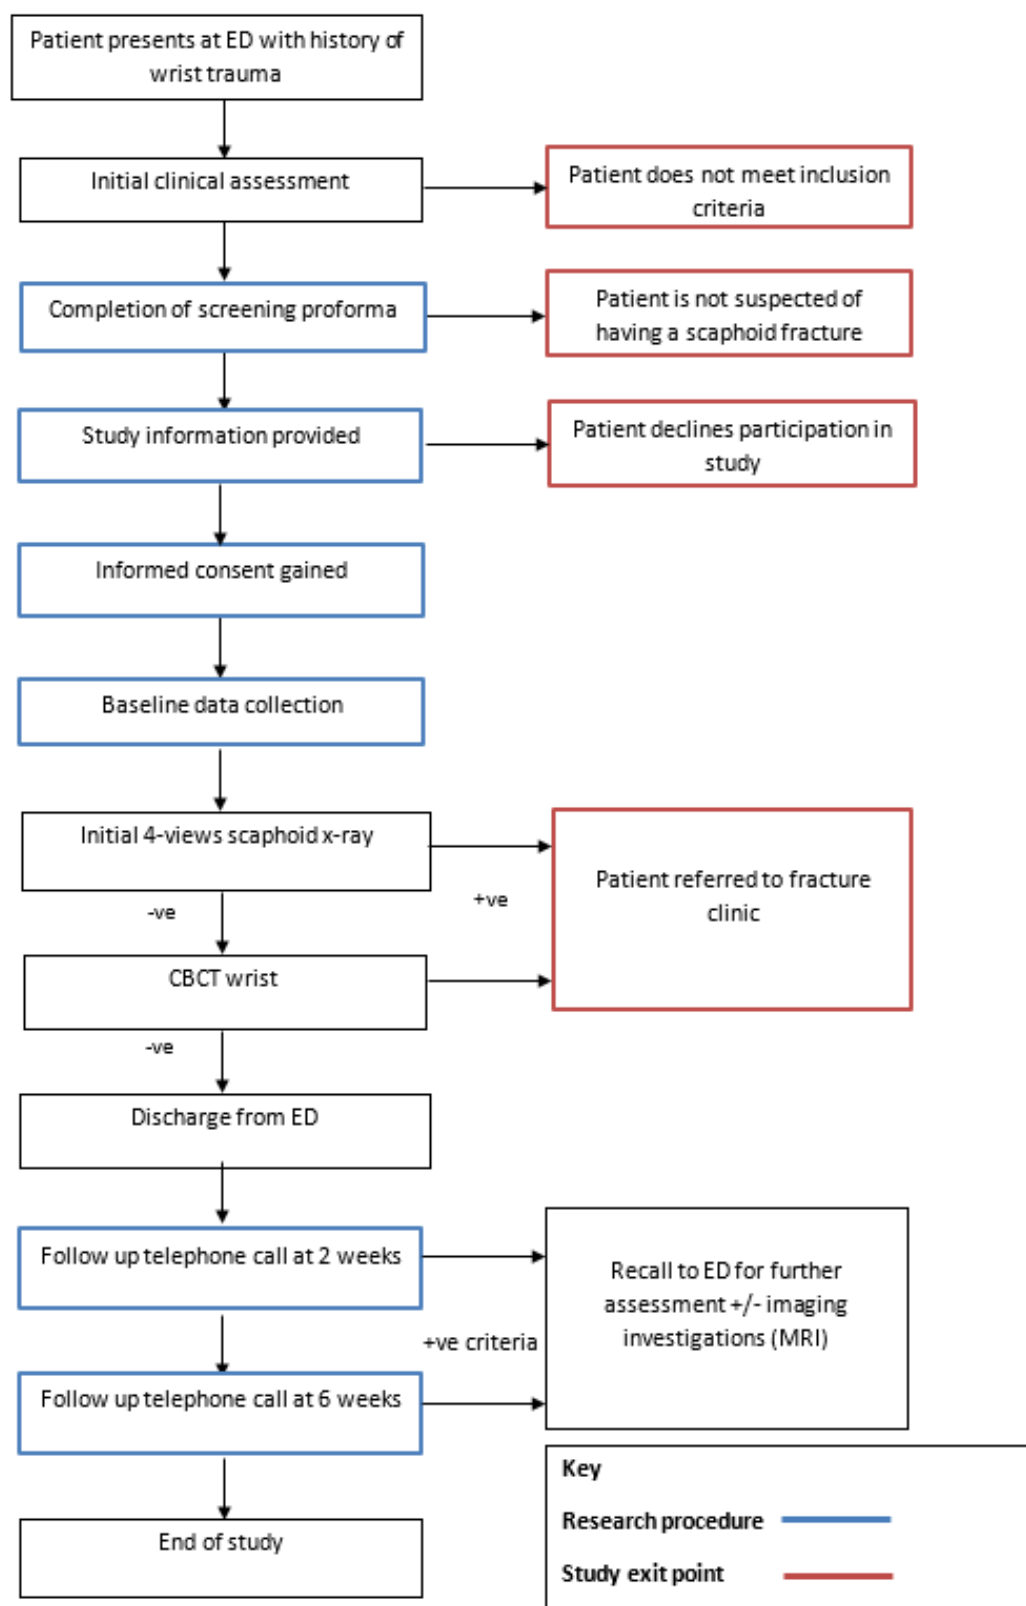 Patient presents at ED with history of
wrist trauma
Initial clinical assessment
Patient does not meet inclusion
criteria
Completion of screening proforma
Patient is not suspected of
having a scaphoid fracture
Study information provided
Patient declines participation in
study
Informed consent gained
Baseline data collection
Initial 4-views scaphoid x-ray
Patient referred to fracture
clinic
-ve
+ve
CBCT wrist
-ve
Discharge from ED
Follow up telephone call at 2 weeks
Recall to ED for further
assessment +/- imaging
investigations (MRI)
+ve criteria
Follow up telephone call at 6 weeks
End of study
Key
Research procedure
Study exit point